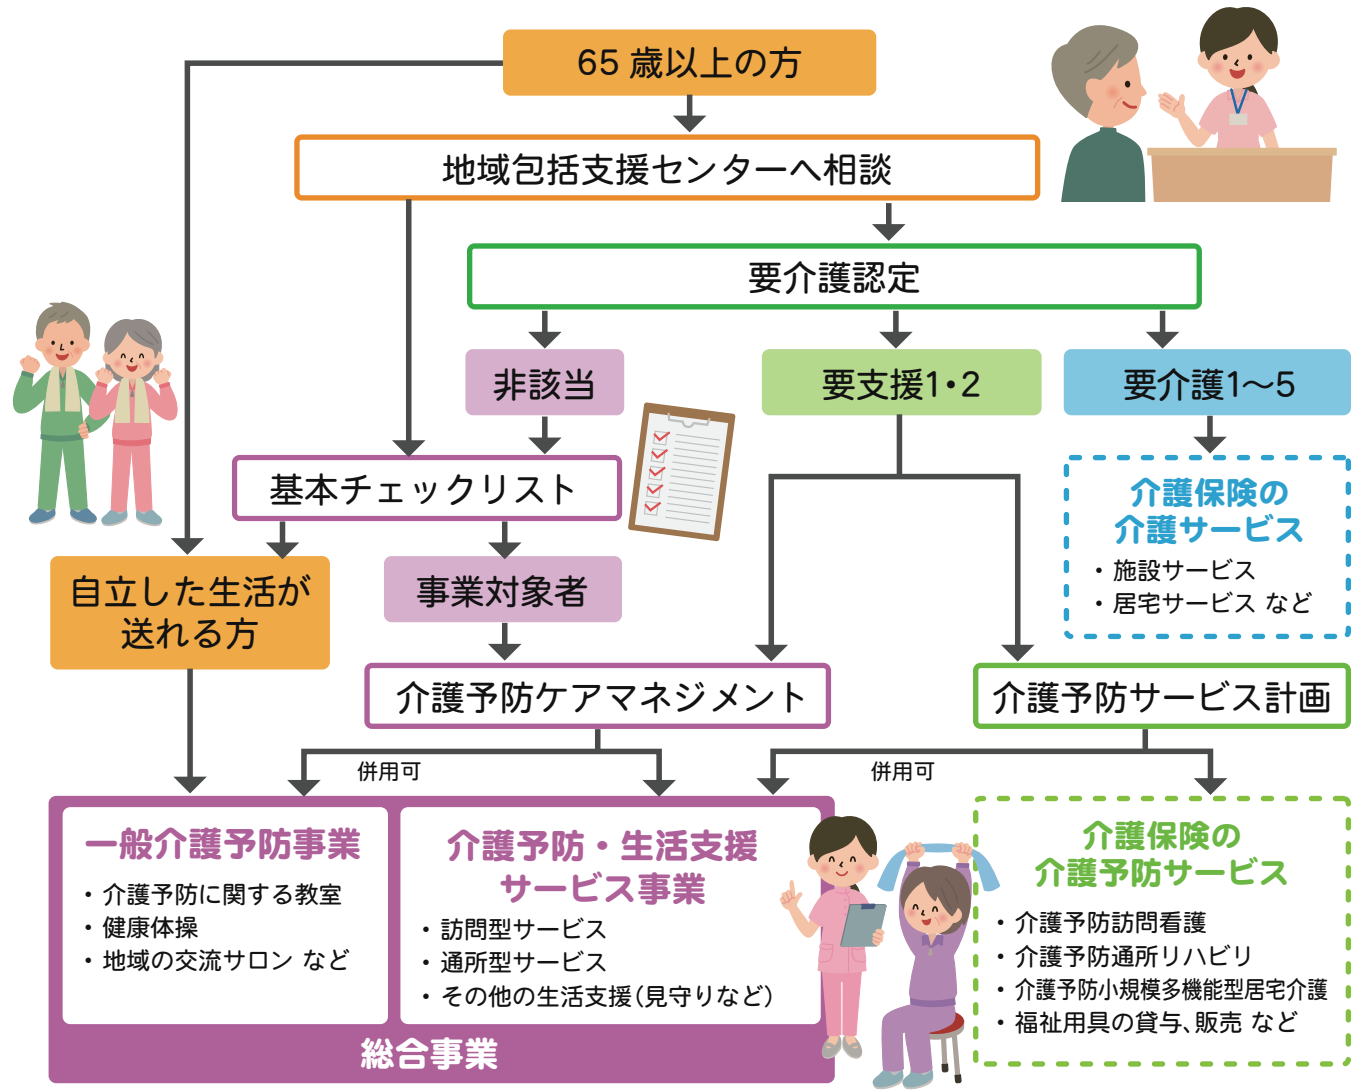 65 歳以上の方
地域包括支援センターへ相談
要介護認定
非該当
要支援1・2
要介護1〜5
基本チェックリスト
介護保険の
介護サービス
・施設サービス
・居宅サービス など
自立した生活が
送れる方
事業対象者
介護予防ケアマネジメント
介護予防サービス計画
併用可
併用可
一般介護予防事業
・介護予防に関する教室
・健康体操
・地域の交流サロン など
介護予防・生活支援
サービス事業
・訪問型サービス
・通所型サービス
・その他の生活支援(見守りなど)
総合事業
介護保険の
介護予防サービス
・介護予防訪問看護
・介護予防通所リハビリ
・介護予防小規模多機能型居宅介護
・福祉用具の貸与、販売 など